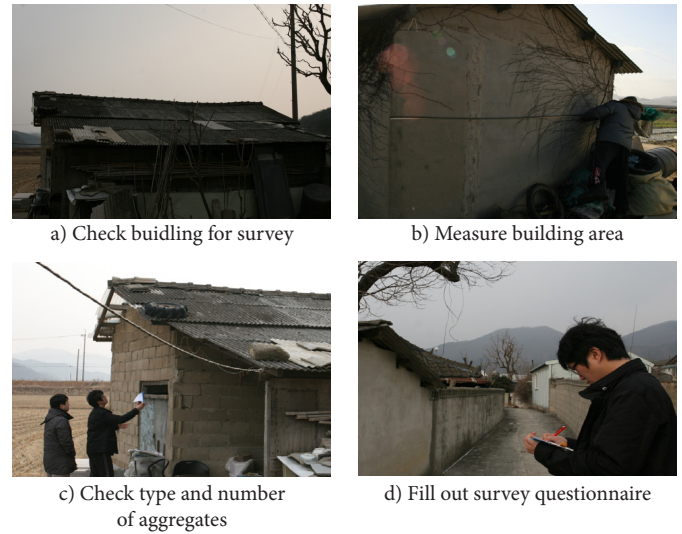 a) Check buidling for survey
b) Measure building area
c) Check type and number
of aggregates
d) Fill out survey questionnaire